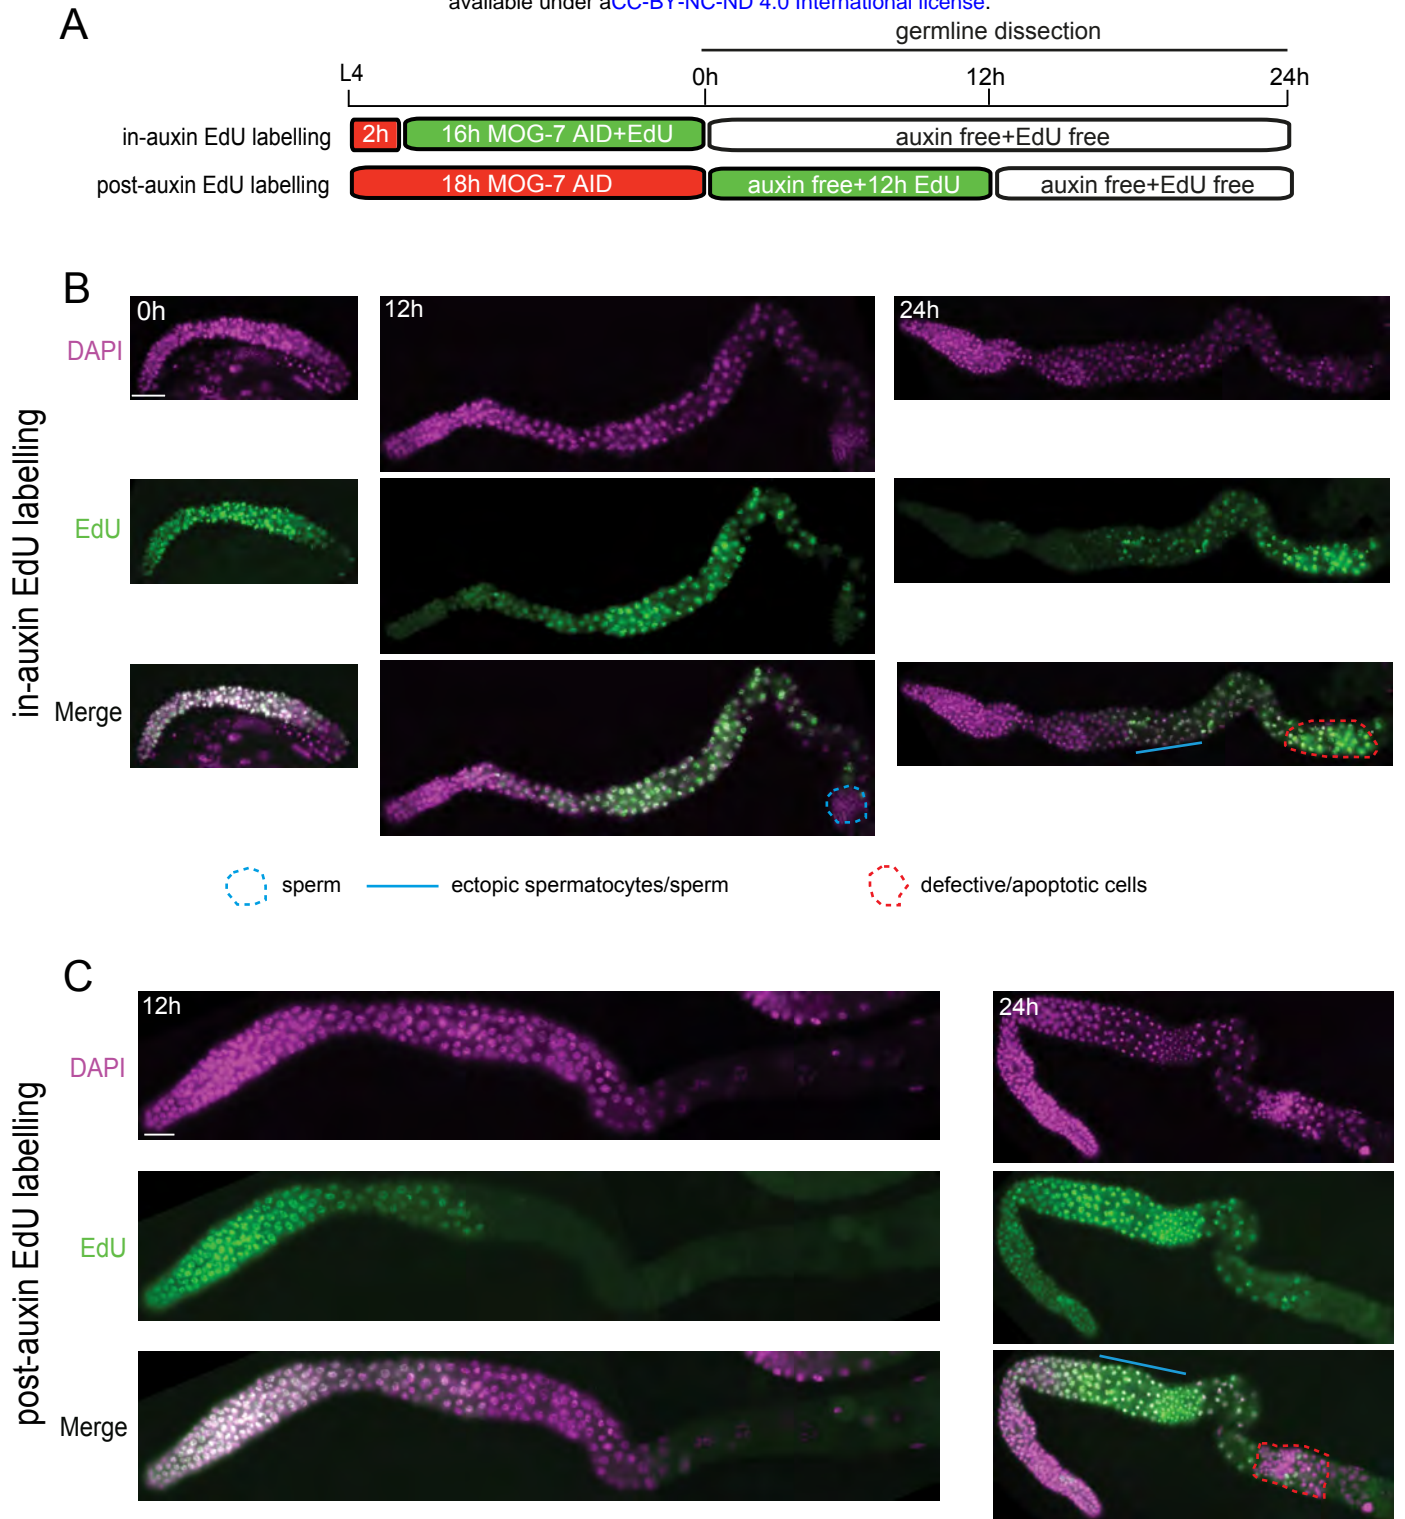 available under aCC-BY-NC-ND 4.0 International license.
A
germline dissection
L4 0h 12h 24h
in-auxin EdU labelling 2h 16h MOG-7 AID+EdU auxin free+EdU free
post-auxin EdU labelling 18h MOG-7 AID auxin free+12h EdU auxin free+EdU free
B
in-auxin EdU labelling
0h 12h 24h
DAPI
EdU
Merge
sperm ectopic spermatocytes/sperm defective/apoptotic cells
C
post-auxin EdU labelling
12h 24h
DAPI
EdU
Merge